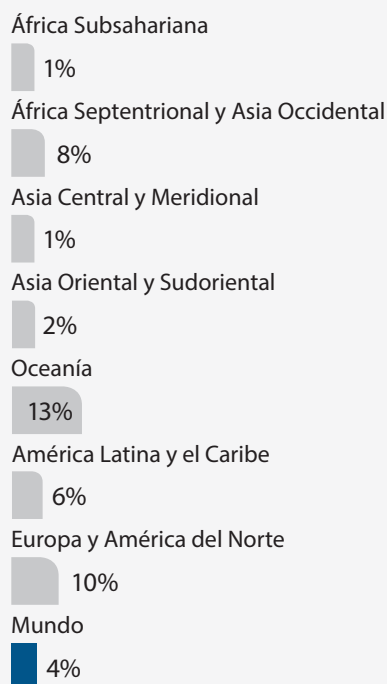 África Subsahariana
1%
África Septentrional y Asia Occidental
8%
Asia Central y Meridional
1%
Asia Oriental y Sudoriental
2%
Oceanía
13%
América Latina y el Caribe
6%
Europa y América del Norte
10%
Mundo
4%